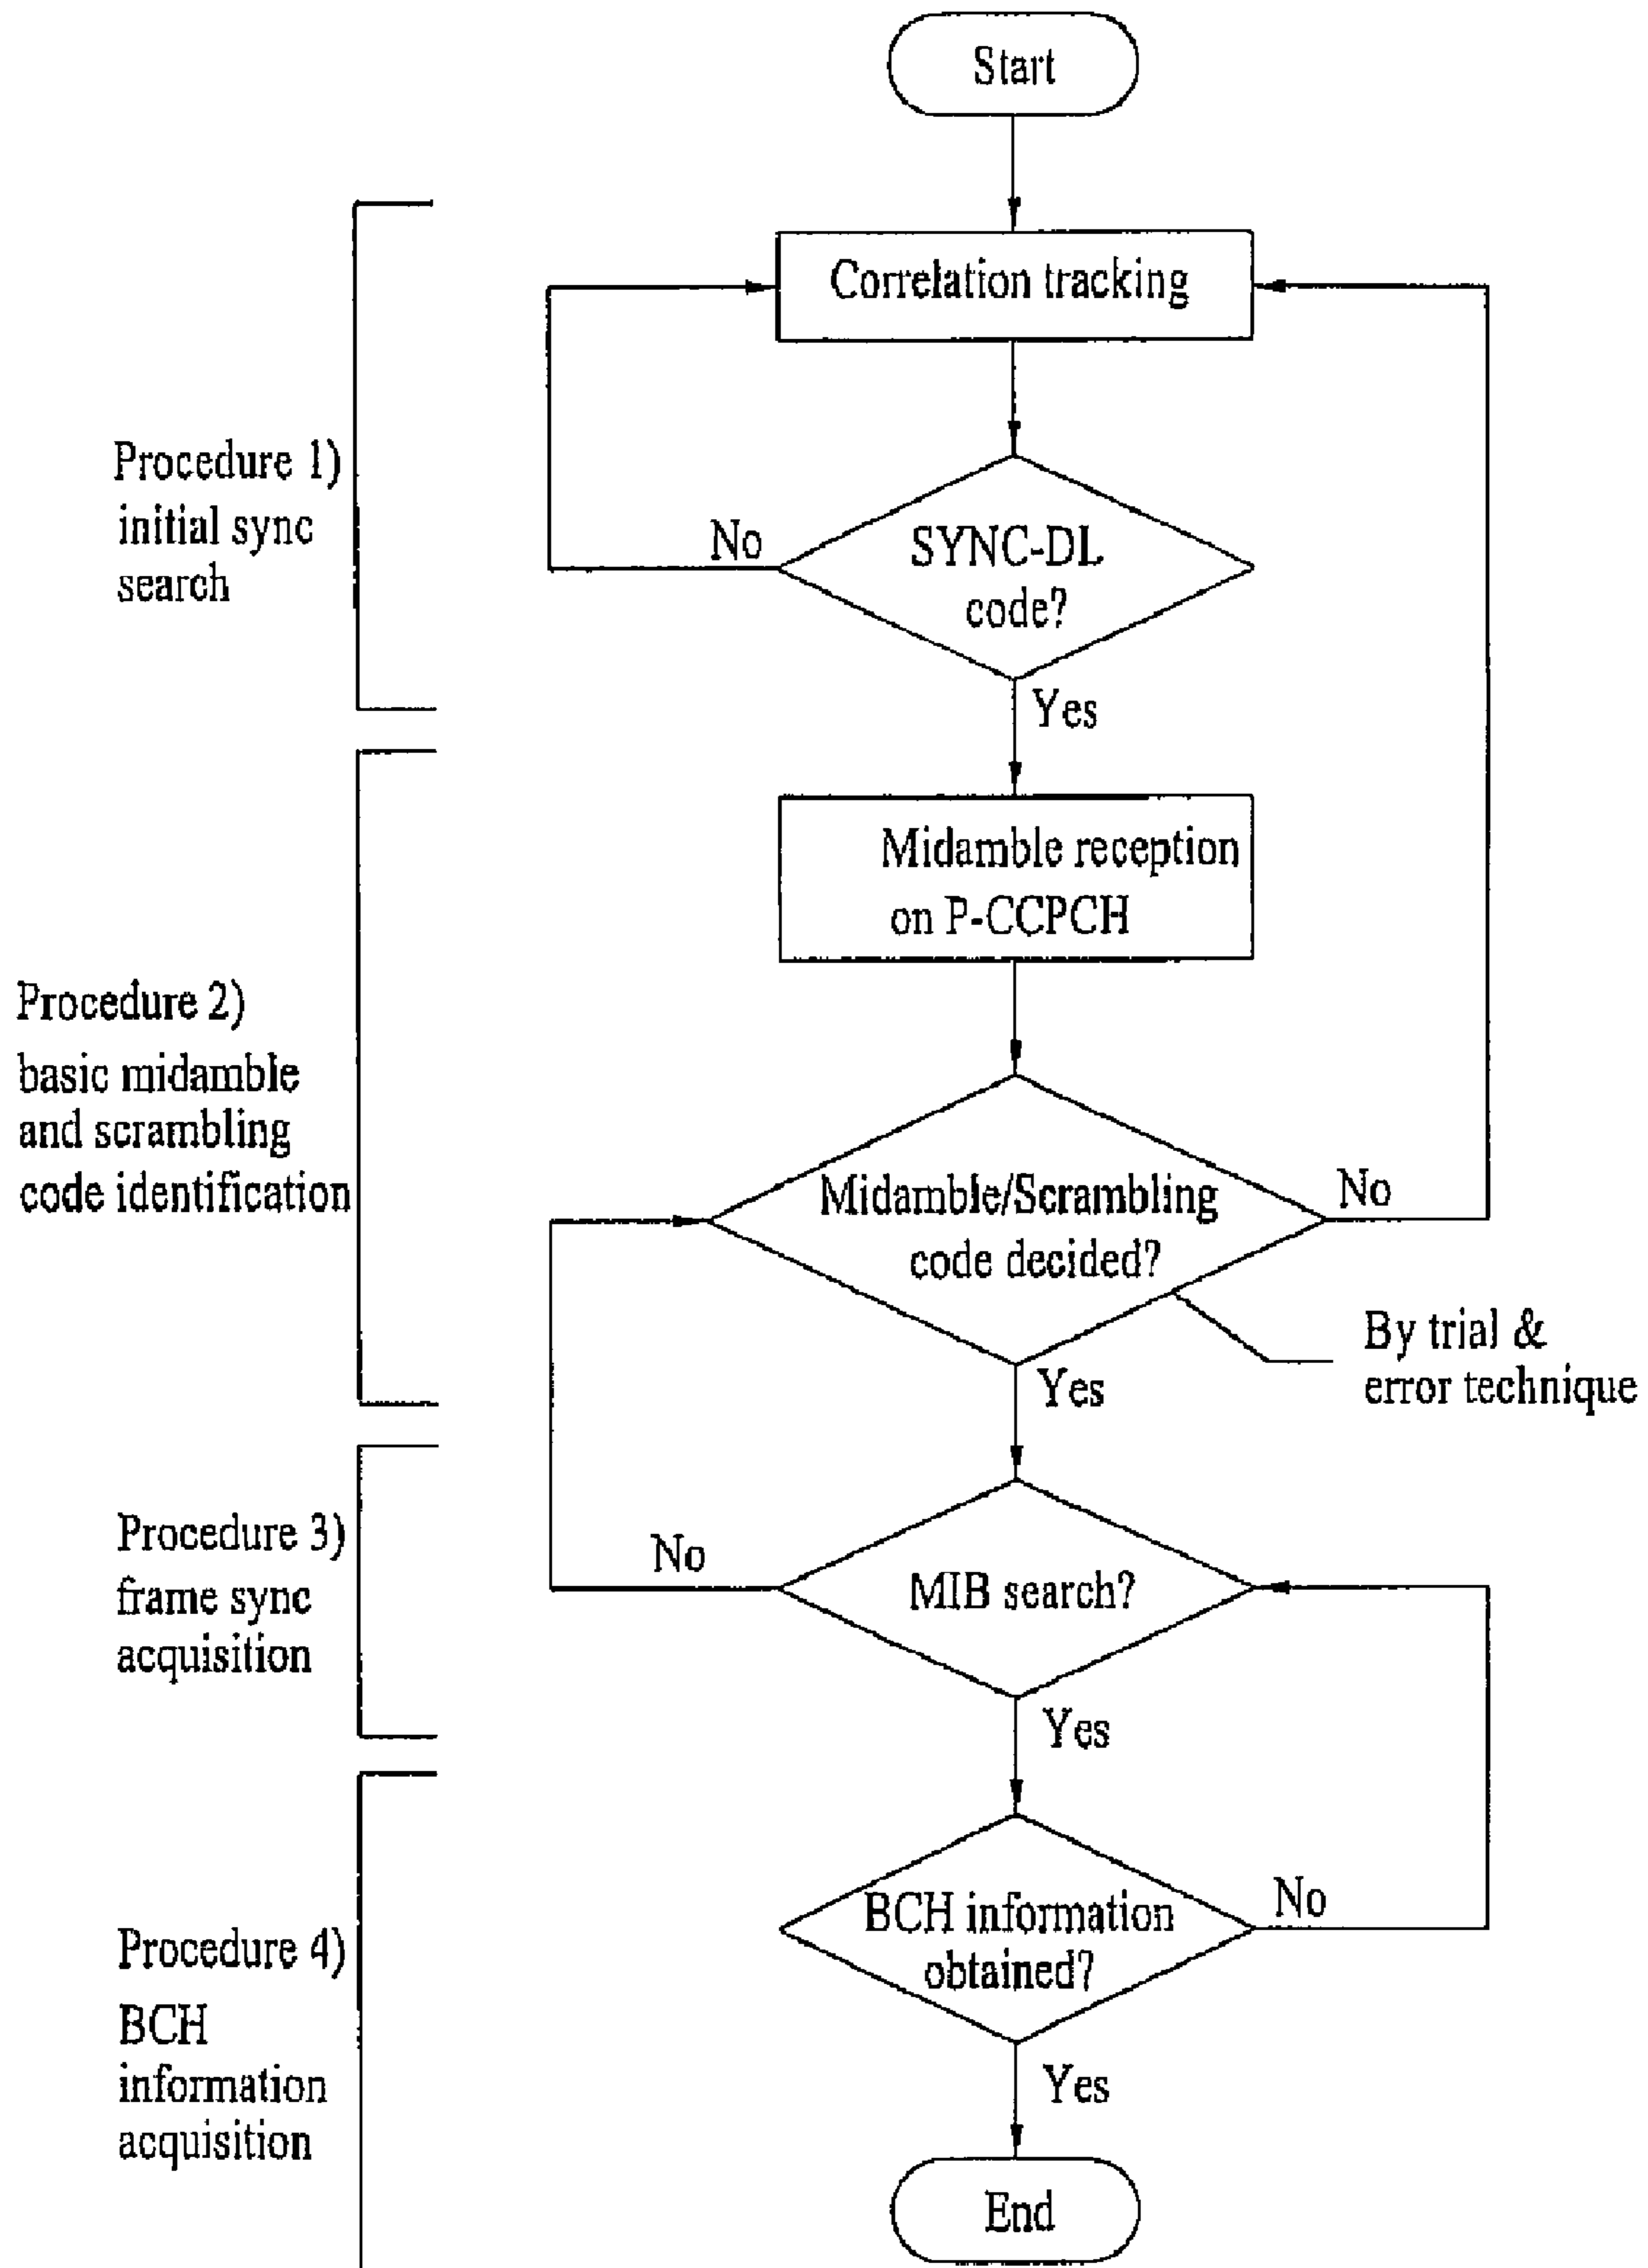 Start
Correlation tracking
Procedure 1)
initial sync
search
No
SYNC-DL
code?
Yes
Midamble reception
on P-CCPCH
Procedure 2)
basic midamble
and scrambling
code identification
Midamble/Scrambling
code decided?
No
By trial &
error technique
Yes
Procedure 3)
frame sync
acquisition
No
MIB search?
Yes
BCH information
obtained?
No
Procedure 4)
BCH
information
acquisition
Yes
End